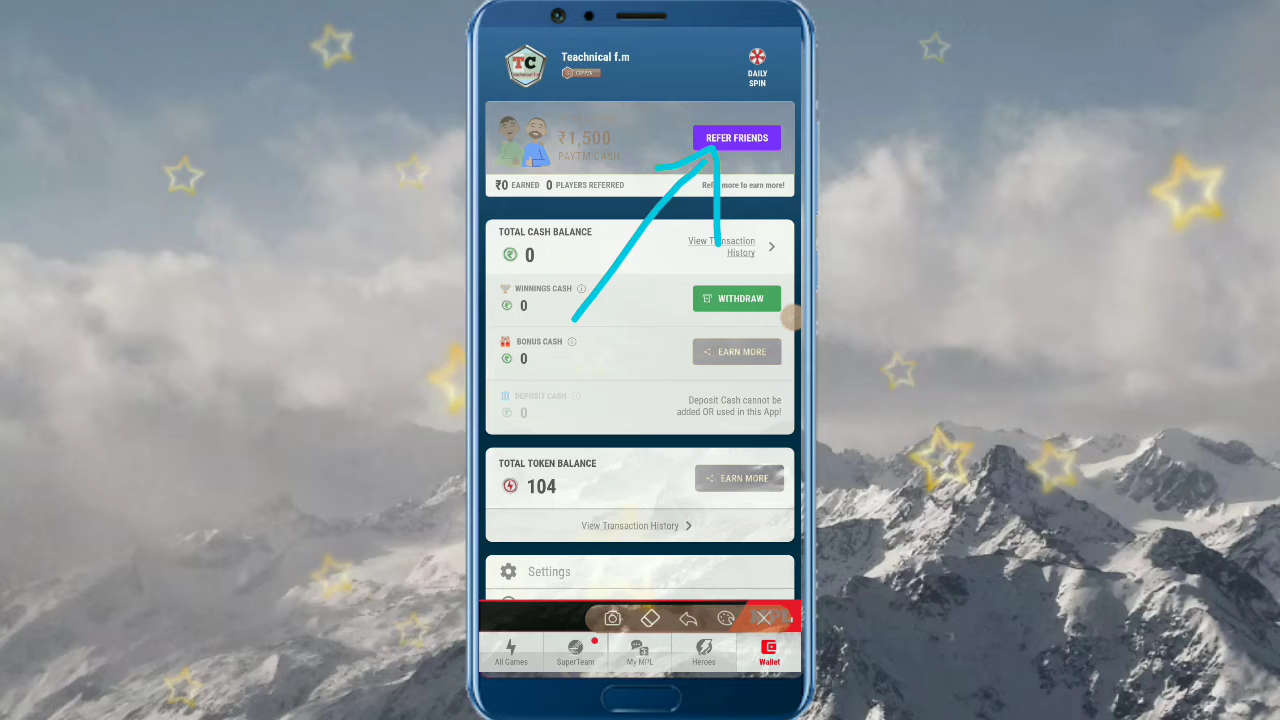 TC
Teachnical f.m
DAILY
SPIN
₹1,500
PAYTM CASH
REFER FRIENDS
₹0 EARNED 0 PLAYERS REFERRED
Refer more to earn more!
TOTAL CASH BALANCE
0
View Transaction
History
WINNINGS CASH
0
WITHDRAW
BONUS CASH
0
EARN MORE
DEPOSIT CASH
0
Deposit Cash cannot be
added OR used in this App!
TOTAL TOKEN BALANCE
104
EARN MORE
View Transaction History
Settings
All Games
SuperTeam
3
My MPL
Heroes
Wallet